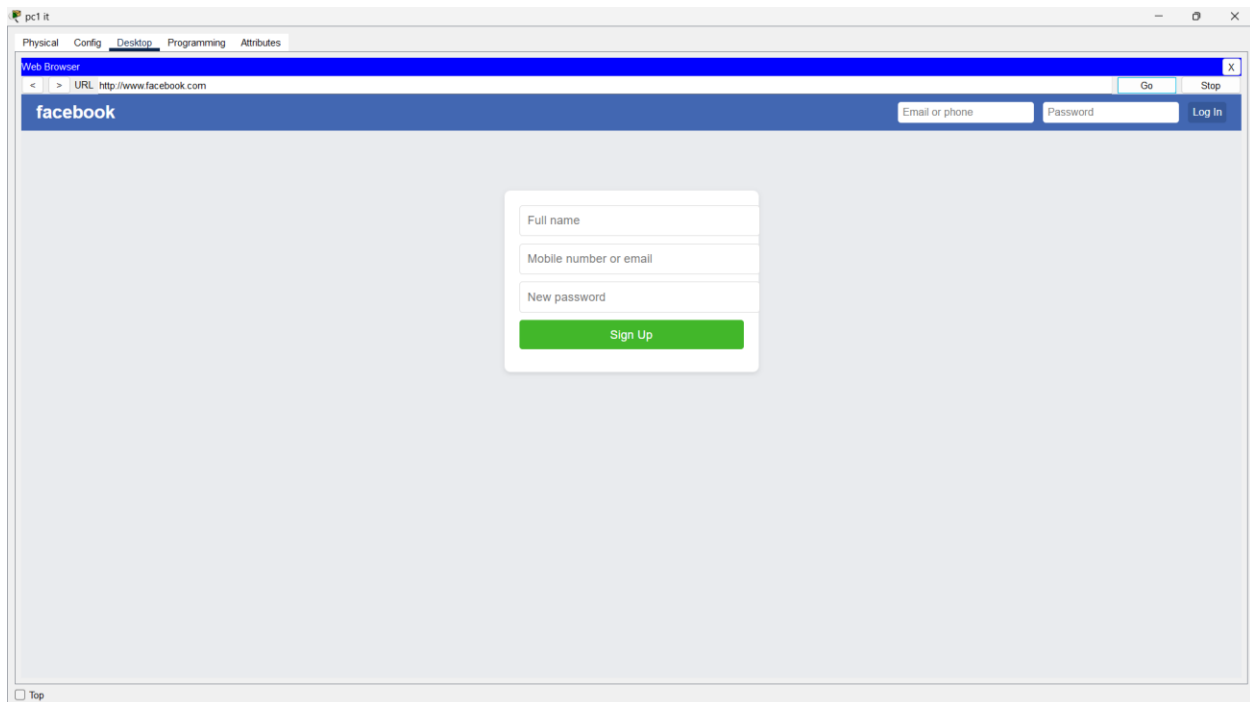 pc1 it
Physical Config Desktop Programming Attributes
Web Browser
X
< > URL http://www.facebook.com Go Stop
facebook Email or phone Password Log In
Full name
Mobile number or email
New password
Sign Up
Top